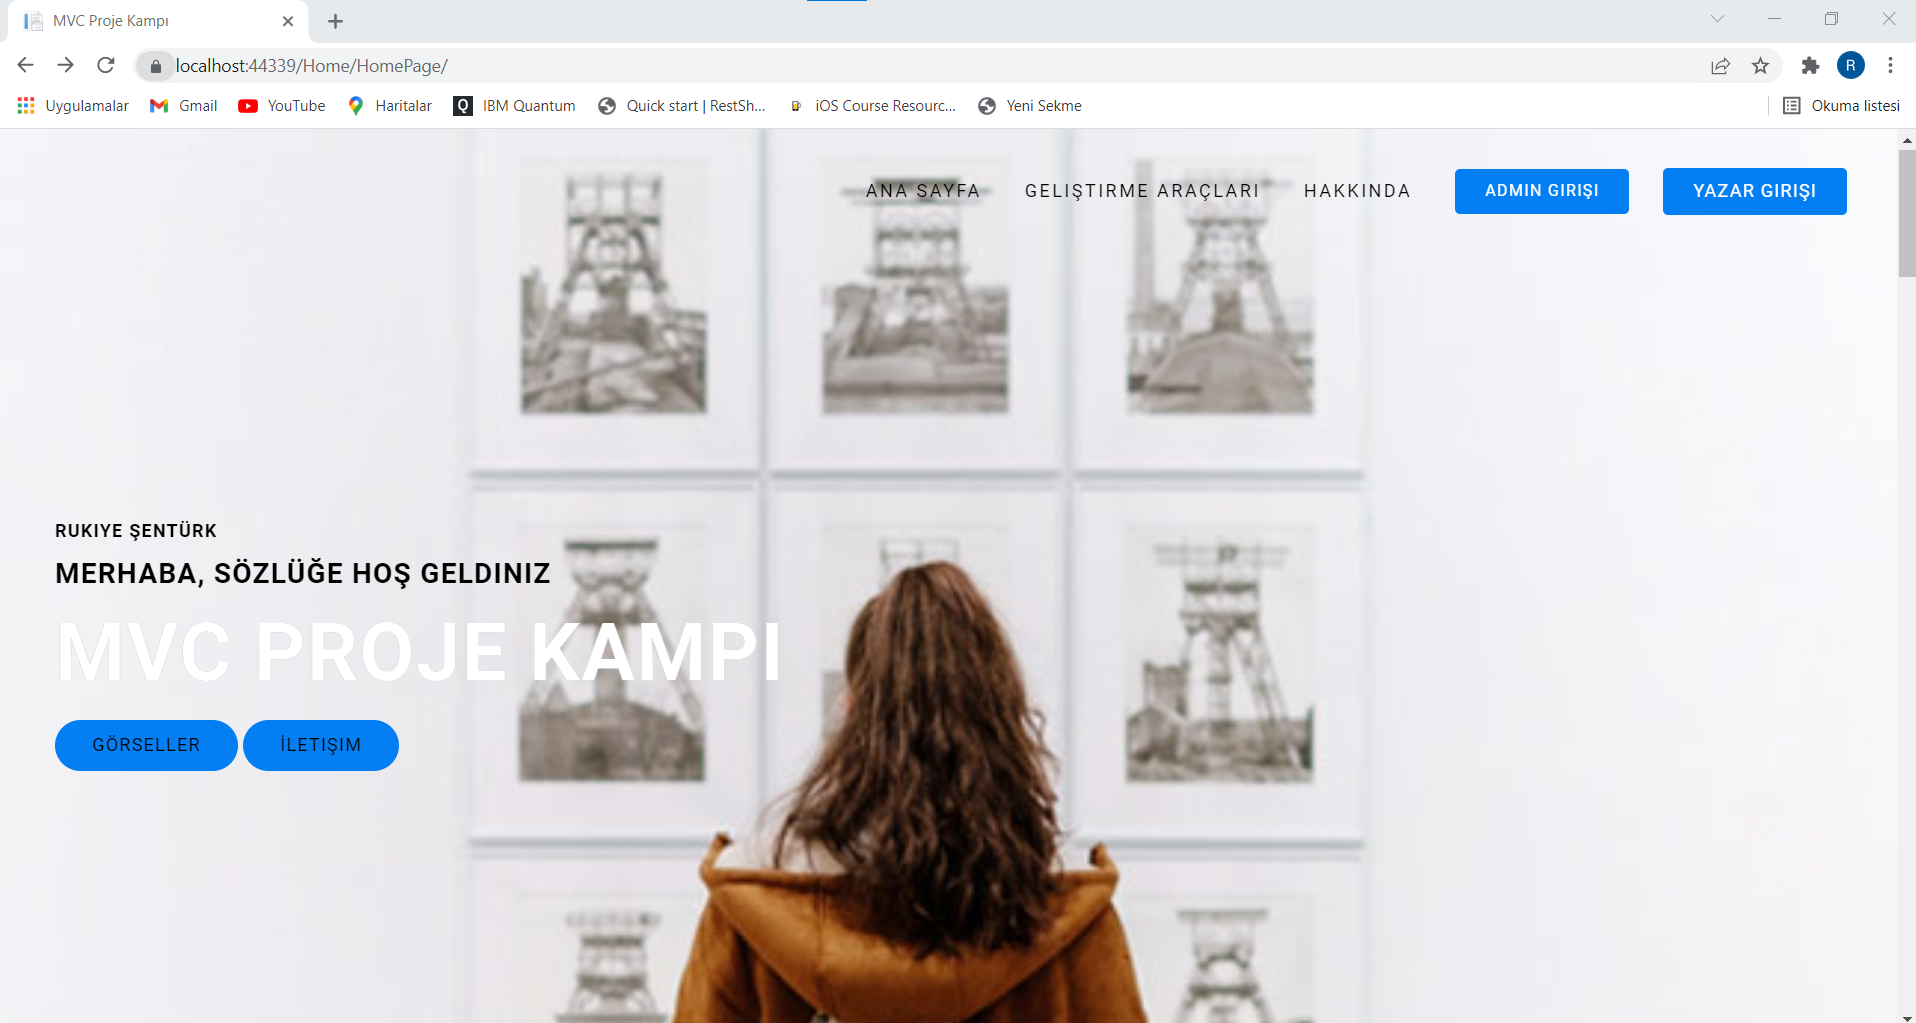 MVC Proje Kampı
localhost:44339/Home/HomePage/
R
Uygulamalar Gmail YouTube Haritalar IBM Quantum Quick start | RestSh... iOS Course Resourc... Yeni Sekme Okuma listesi
ANA SAYFA GELIŞTIRME ARAÇLARI HAKKINDA ADMIN GIRIŞI YAZAR GIRIŞI
RUKIYE ŞENTÜRK
MERHABA, SÖZLÜĞE HOŞ GELDINIZ
MVC PROJE KAMPI
GÖRSELLER İLETIŞIM